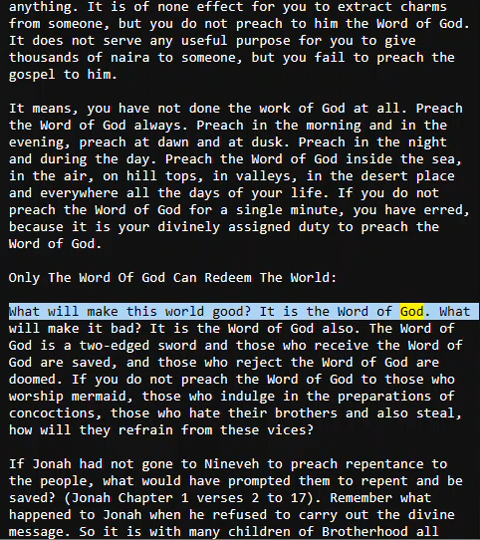 anything. It is of none effect for you to extract charms
from someone, but you do not preach to him the Word of God.
It does not serve any useful purpose for you to give
thousands of naira to someone, but you fail to preach the
gospel to him.
It means, you have not done the work of God at all. Preach
the Word of God always. Preach in the morning and in the
evening, preach at dawn and at dusk. Preach in the night
and during the day. Preach the Word of God inside the sea,
in the air, on hill tops, in valleys, in the desert place
and everywhere all the days of your life. If you do not
preach the Word of God for a single minute, you have erred,
because it is your divinely assigned duty to preach the
Word of God.
Only The Word Of God Can Redeem The World:
What will make this world good? It is the Word of God. What
will make it bad? It is the Word of God also. The Word of
God is a two-edged sword and those who receive the Word of
God are saved, and those who reject the Word of God are
doomed. If you do not preach the Word of God to those who
worship mermaid, those who indulge in the preparations of
concoctions, those who hate their brothers and also steal,
how will they refrain from these vices?
If Jonah had not gone to Nineveh to preach repentance to
the people, what would have prompted them to repent and be
saved? (Jonah Chapter 1 verses 2 to 17). Remember what
happened to Jonah when he refused to carry out the divine
message. So it is with many children of Brotherhood all